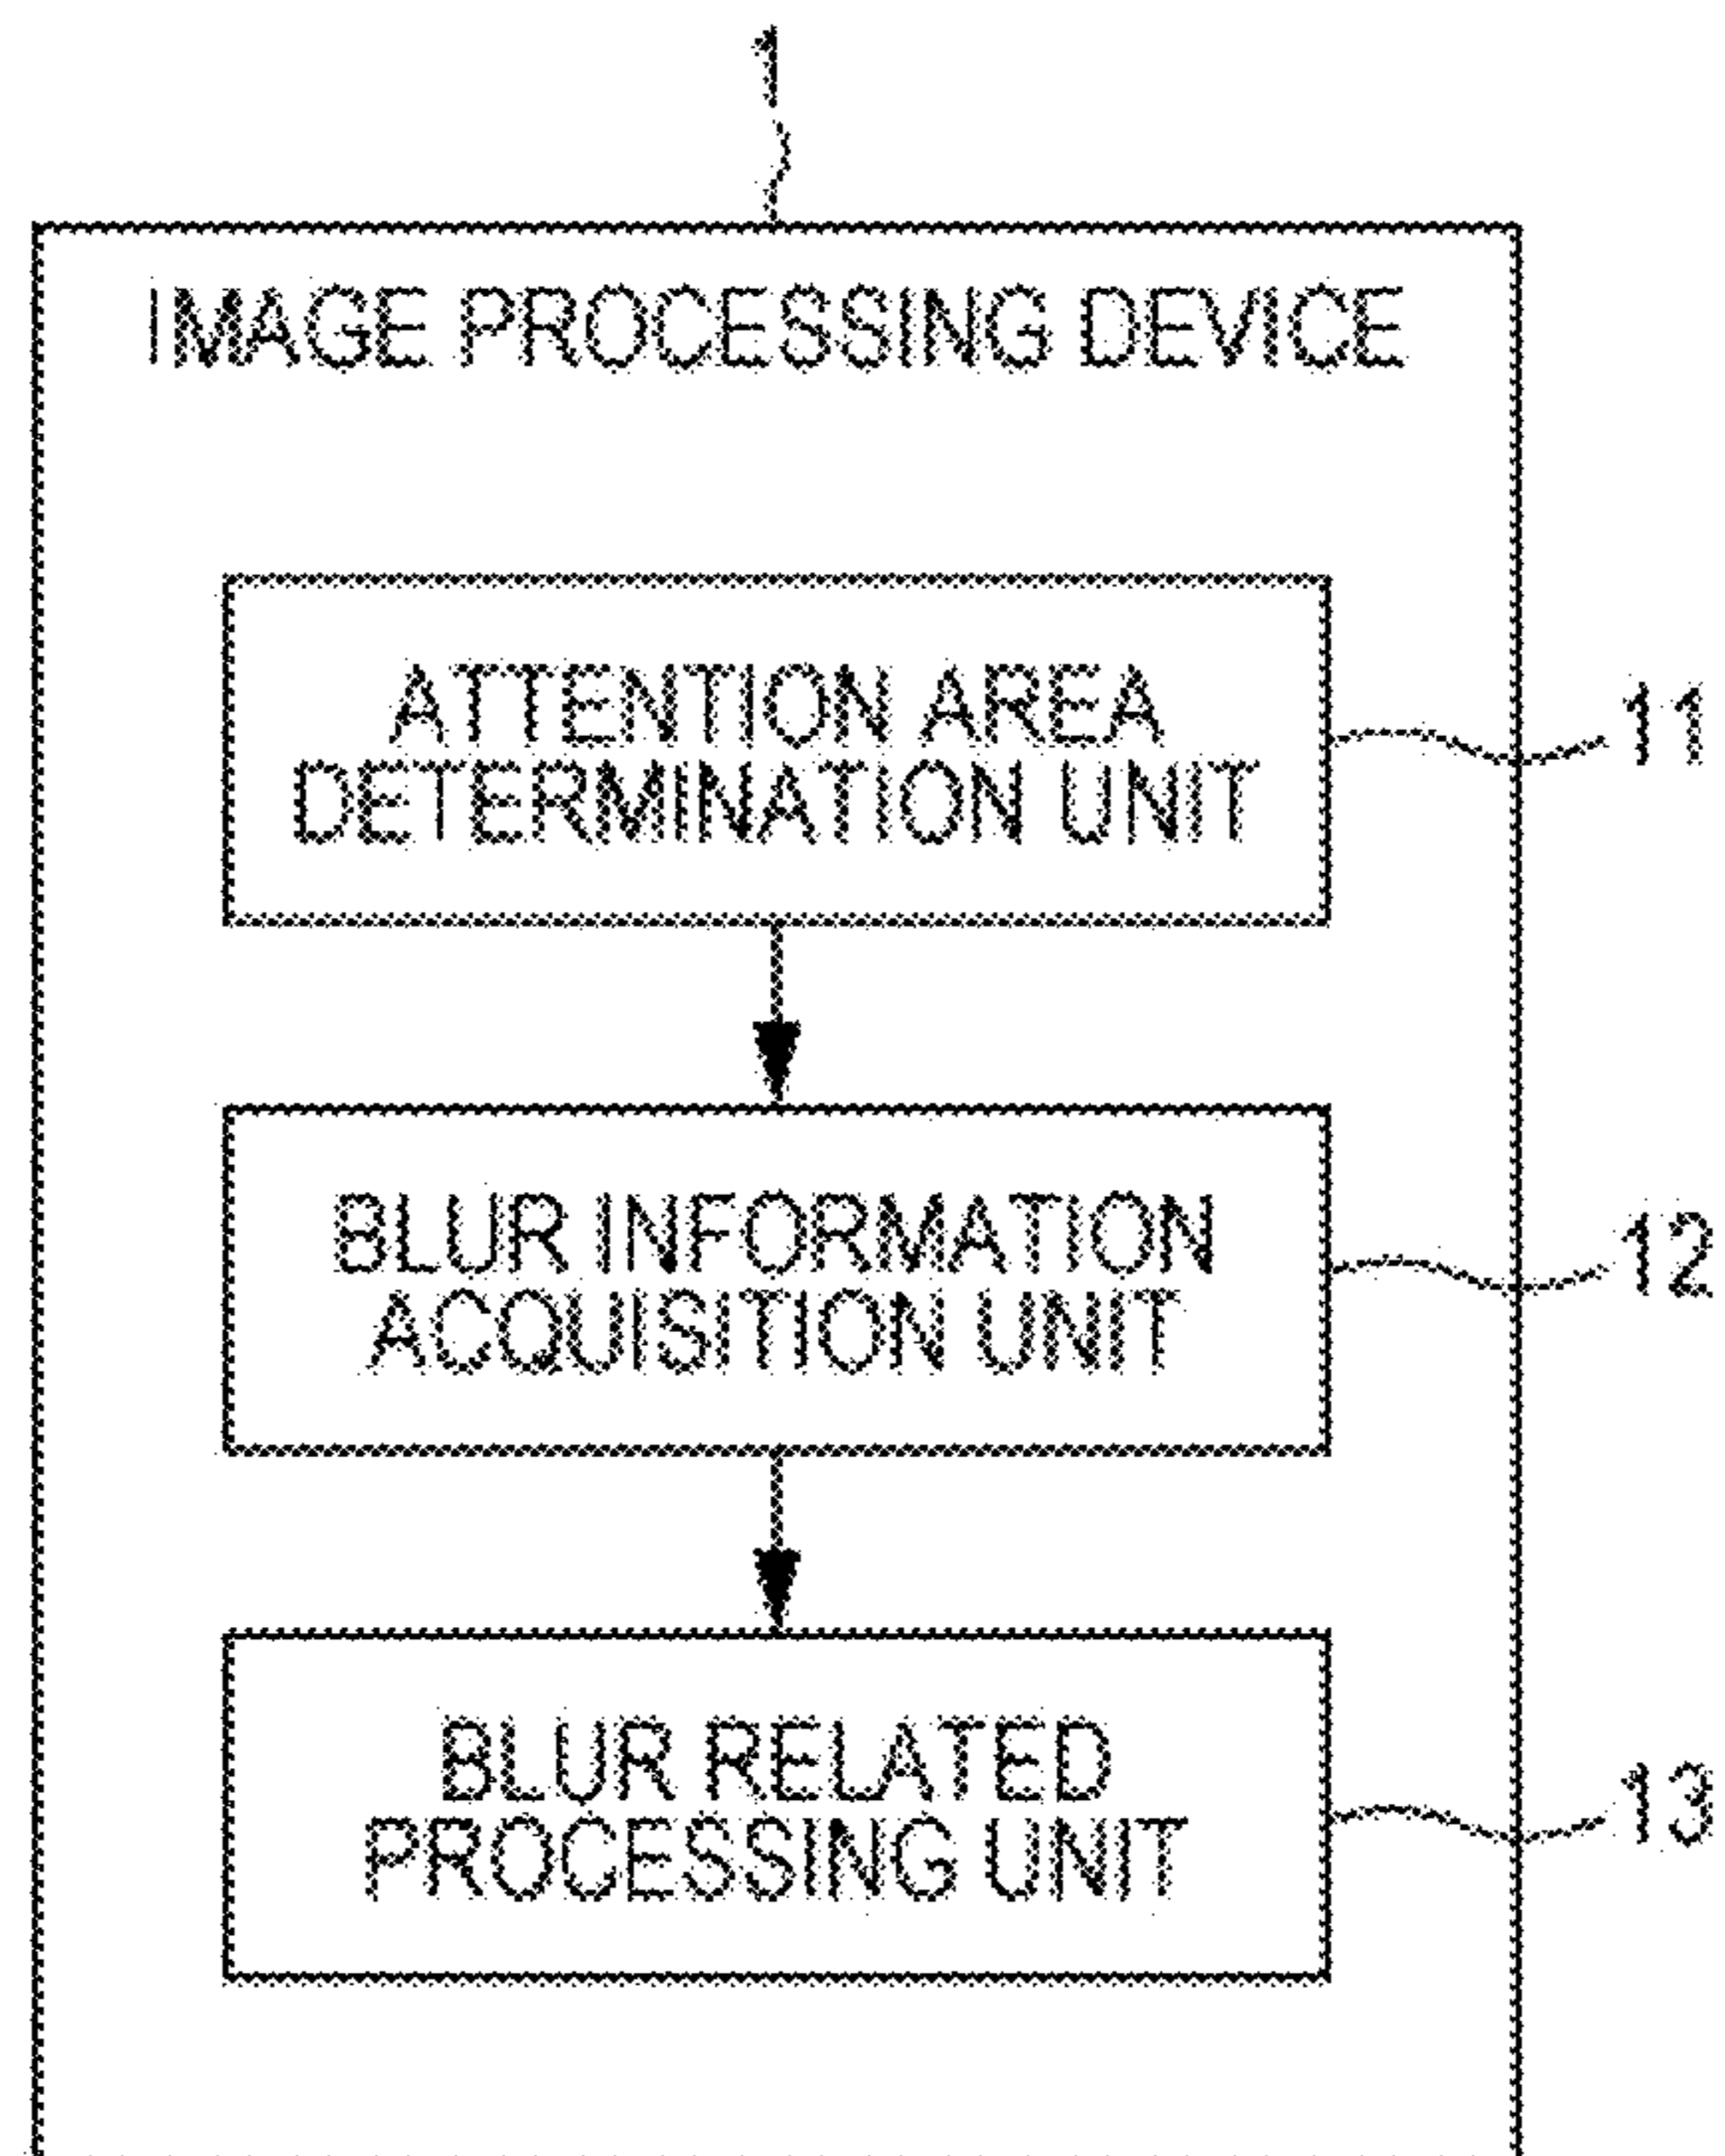 1
IMAGE PROCESSING DEVICE
ATTENTION AREA
DETERMINATION UNIT
11
BLUR INFORMATION
ACQUISITION UNIT
12
BLUR RELATED
PROCESSING UNIT
13